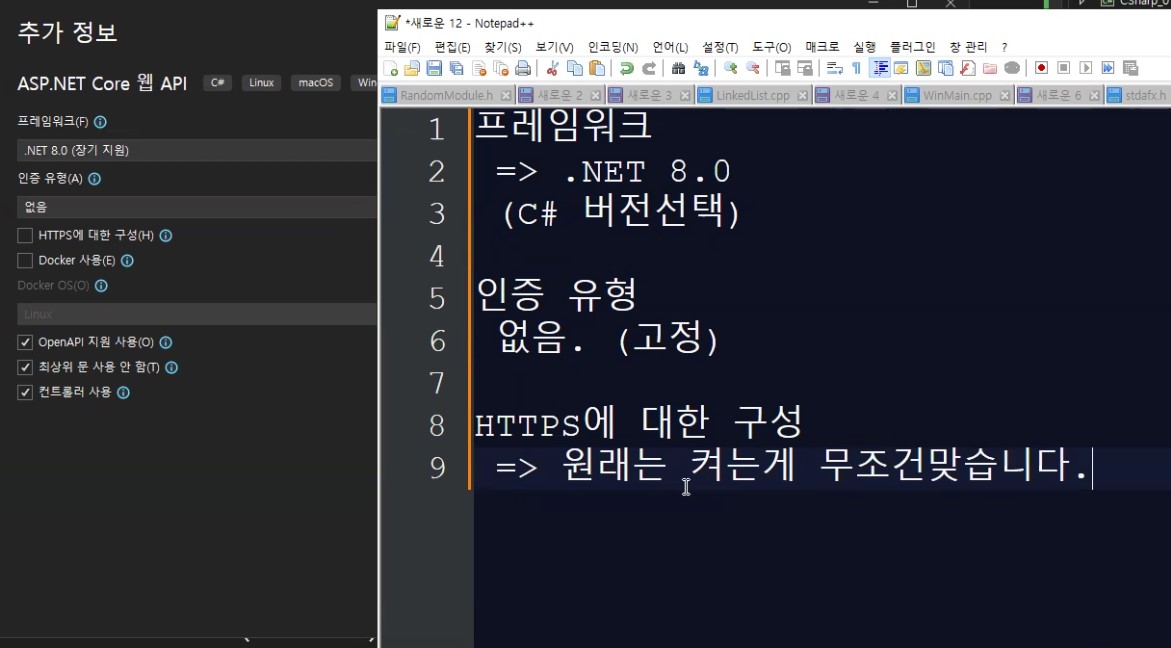 CSharp_0
추가 정보
ASP.NET Core 웹 API
C#
Linux
macOS
Win
프레임워크(F)
.NET 8.0 (장기 지원)
인증 유형(A)
없음
HTTPS에 대한 구성(H)
Docker 사용(E)
Docker OS(O)
Linux
OpenAPI 지원 사용(O)
최상위 문 사용 안 함(T)
컨트롤러 사용
*새로운 12 - Notepad++
파일(F) 편집(E) 찾기(S) 보기(V) 인코딩(N) 언어(L) 설정(T) 도구(O) 매크로 실행 플러그인 창 관리 ?
RandomModule.h 새로운 2 새로운 3 LinkedList.cpp 새로운 4 WinMain.cpp 새로운 6 stdafx.h
1 프레임워크
2 => .NET 8.0
3 (C# 버전선택)
4
5 인증 유형
6 없음. (고정)
7
8 HTTPS에 대한 구성
9 => 원래는 켜는게 무조건맞습니다.